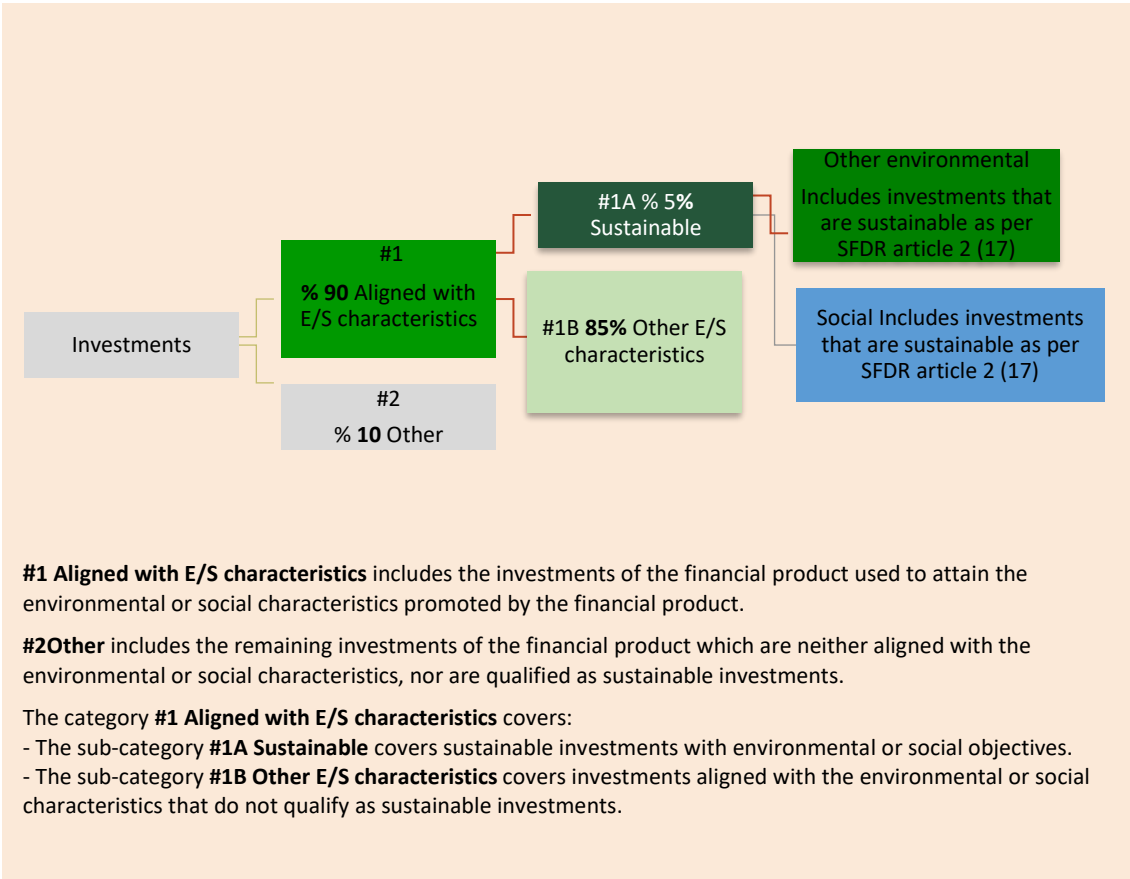 Investments
#1
% 90 Aligned with
E/S characteristics
#2
% 10 Other
#1A % 5%
Sustainable
#1B 85% Other E/S
characteristics
Other environmental
Includes investments that
are sustainable as per
SFDR article 2 (17)
Social Includes investments
that are sustainable as per
SFDR article 2 (17)
#1 Aligned with E/S characteristics includes the investments of the financial product used to attain the
environmental or social characteristics promoted by the financial product.
#2Other includes the remaining investments of the financial product which are neither aligned with the
environmental or social characteristics, nor are qualified as sustainable investments.
The category #1 Aligned with E/S characteristics covers:
- The sub-category #1A Sustainable covers sustainable investments with environmental or social objectives.
- The sub-category #1B Other E/S characteristics covers investments aligned with the environmental or social
characteristics that do not qualify as sustainable investments.